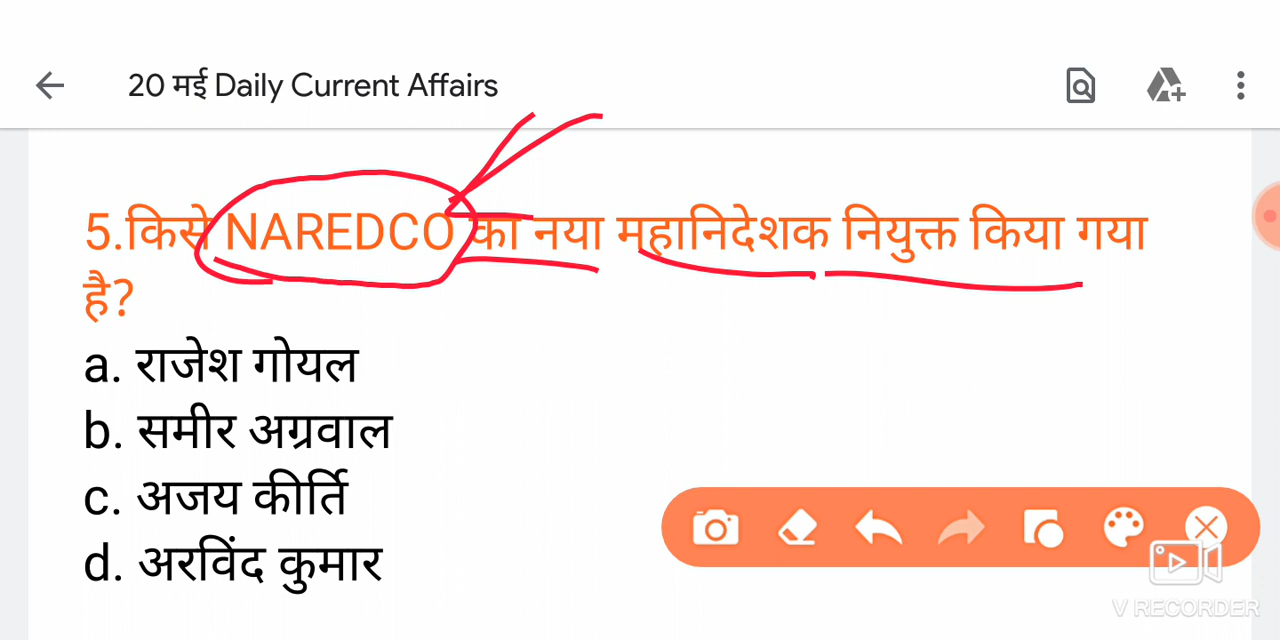 20 मई Daily Current Affairs
5.किसे NAREDCO का नया महानिदेशक नियुक्त किया गया
है?
a. राजेश गोयल
b. समीर अग्रवाल
c. अजय कीर्ति
d. अरविंद कुमार
V RECORDER